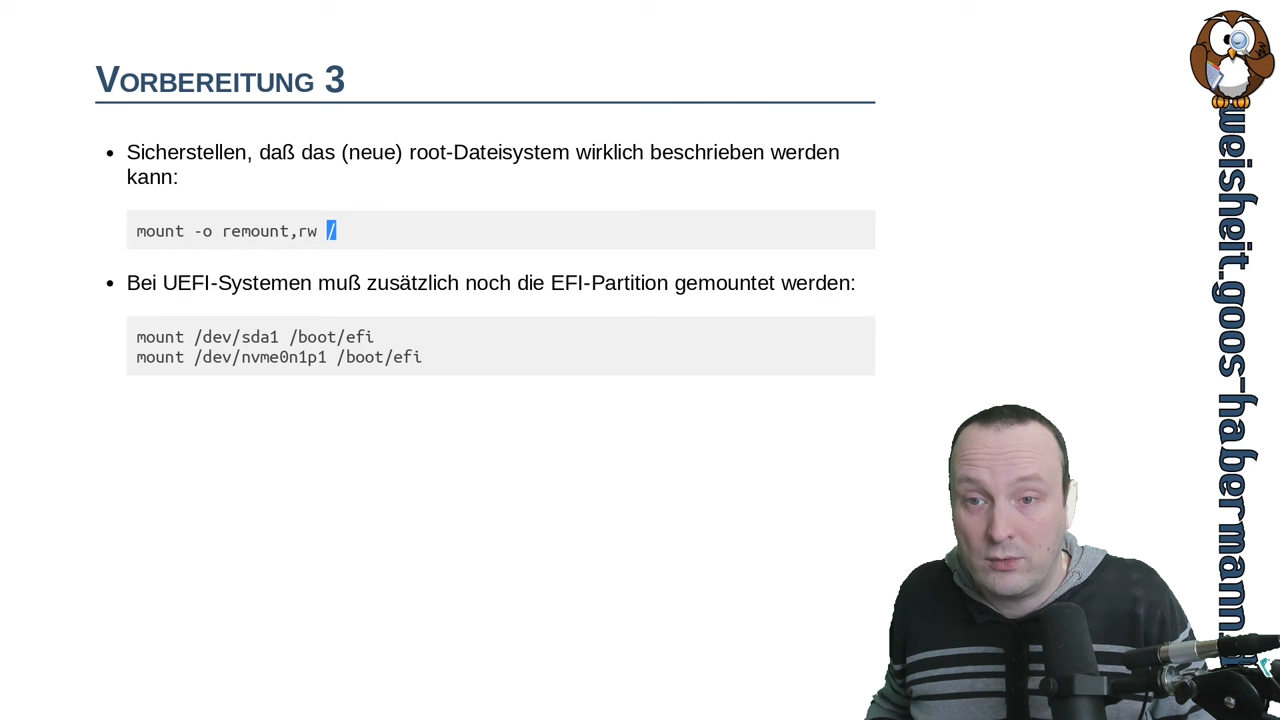 Vorbereitung 3
Sicherstellen, daß das (neue) root-Dateisystem wirklich beschrieben werden
kann:
mount -o remount,rw /
Bei UEFI-Systemen muß zusätzlich noch die EFI-Partition gemountet werden:
mount /dev/sda1 /boot/efi
mount /dev/nvme0n1p1 /boot/efi
weisheit.goos-habermann